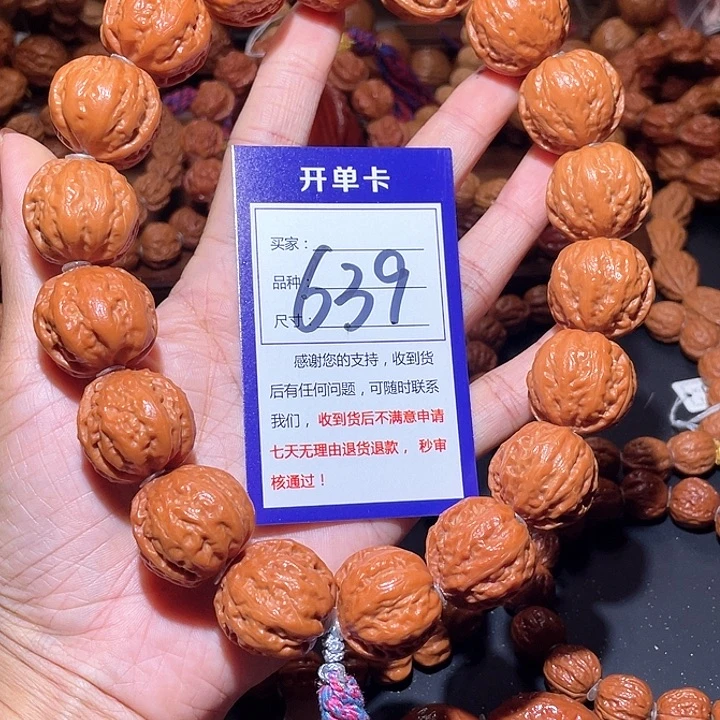 开单卡
买家：
品种：
尺寸：
639
感谢您的支持，收到货
后有任何问题，可随时联系
我们，收到货后不满意申请
七天无理由退货退款，秒审
核通过！